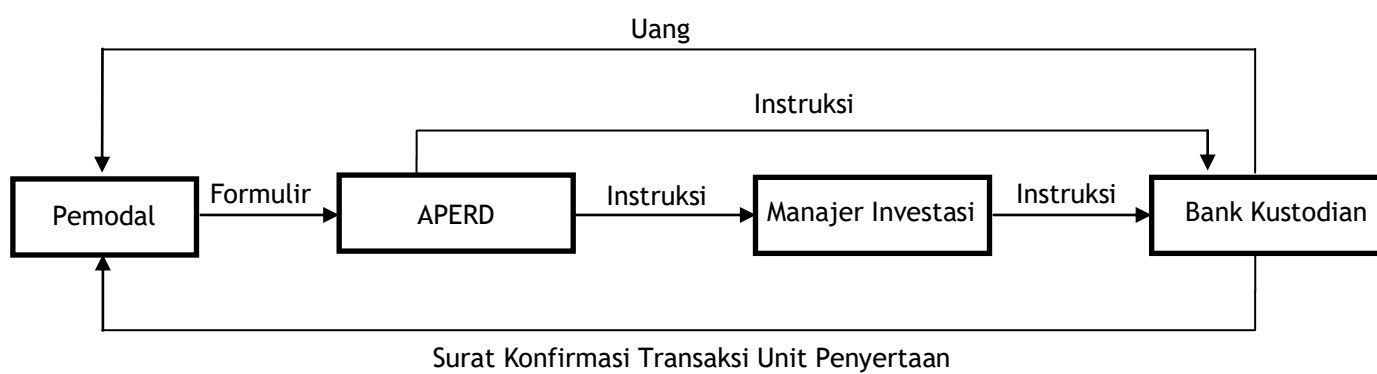 Uang
Instruksi
Pemodal
Formulir
APERD
Instruksi
Manajer Investasi
Instruksi
Bank Kustodian
Surat Konfirmasi Transaksi Unit Penyertaan